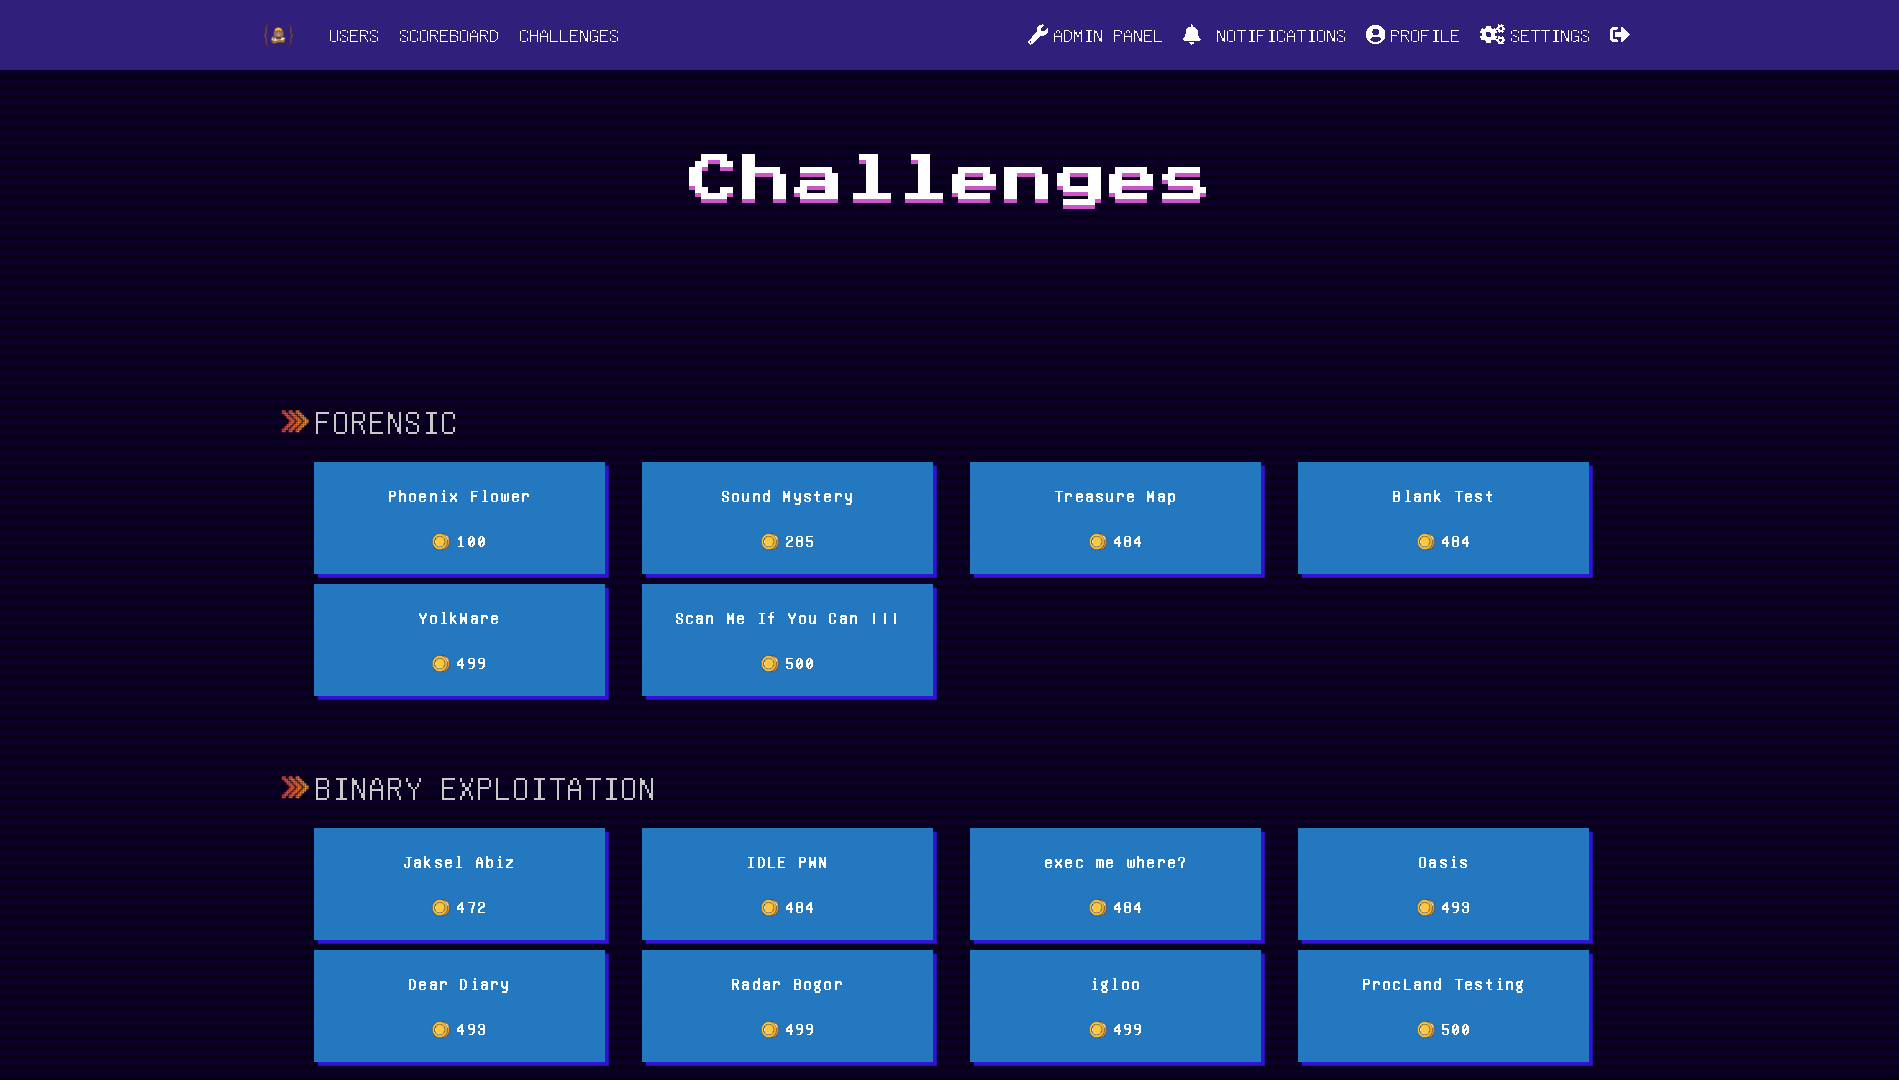 USERS SCOREBOARD CHALLENGES ADMIN PANEL NOTIFICATIONS PROFILE SETTINGS
Challenges
FORENSIC
Phoenix Flower Sound Mystery Treasure Map Blank Test
100 285 484 484
YolkWare Scan Me If You Can !!!
499 500
BINARY EXPLOITATION
Jaksel Abiz IDLE PWN exec me where? Oasis
472 484 484 493
Dear Diary Radar Bogor igloo ProcLand Testing
493 499 499 500